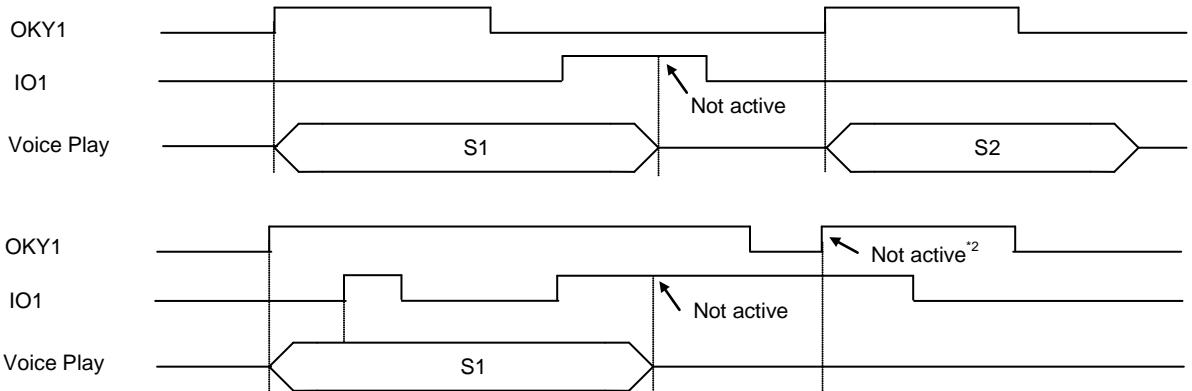 OKY1
IO1
Not active
Voice Play
S1
S2
OKY1
Not active*2
IO1
Not active
Voice Play
S1